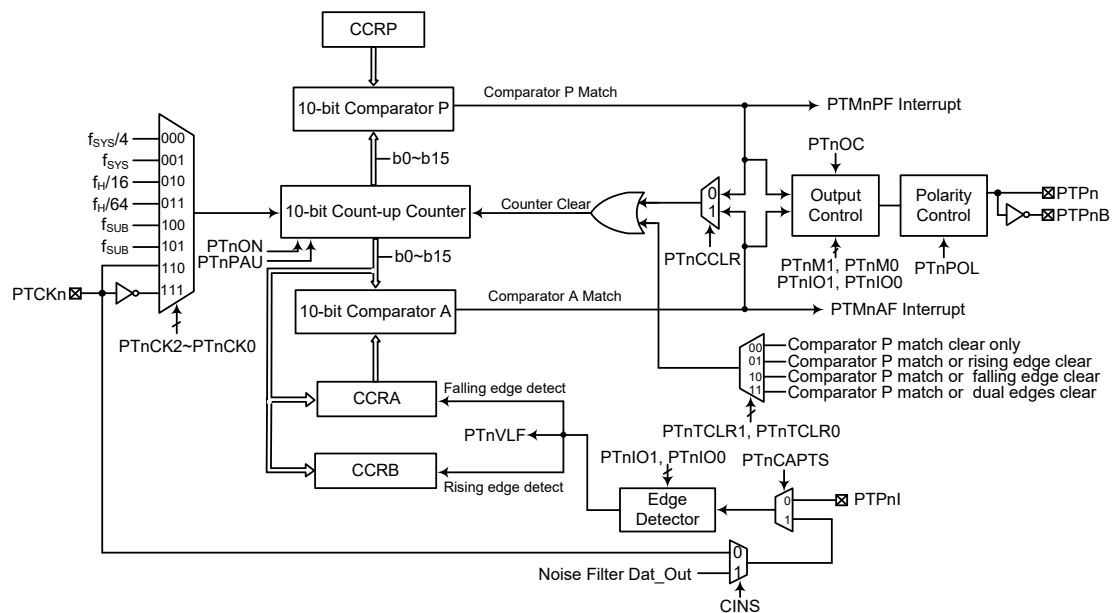 CCRP
10-bit Comparator P
Comparator P Match
PTMnPF Interrupt
b0~b15
fSYS/4
fSYS
fH/16
fH/64
fSUB
fSUB
000
001
010
011
100
101
110
111
PTCKn
PTnCK2~PTnCK0
10-bit Count-up Counter
PTnON
PTnPAU
Counter Clear
0
1
PTnCCLR
PTnOC
Output
Control
PTnM1, PTnM0
PTnIO1, PTnIO0
Polarity
Control
PTnPOL
PTPn
PTPnB
b0~b15
10-bit Comparator A
Comparator A Match
PTMnAF Interrupt
00
01
10
11
Comparator P match clear only
Comparator P match or rising edge clear
Comparator P match or falling edge clear
Comparator P match or dual edges clear
PTnTCLR1, PTnTCLR0
CCRA
Falling edge detect
PTnVLF
CCRB
Rising edge detect
PTnIO1, PTnIO0
Edge
Detector
PTnCAPTS
0
1
PTPnI
Noise Filter Dat_Out
0
1
CINS